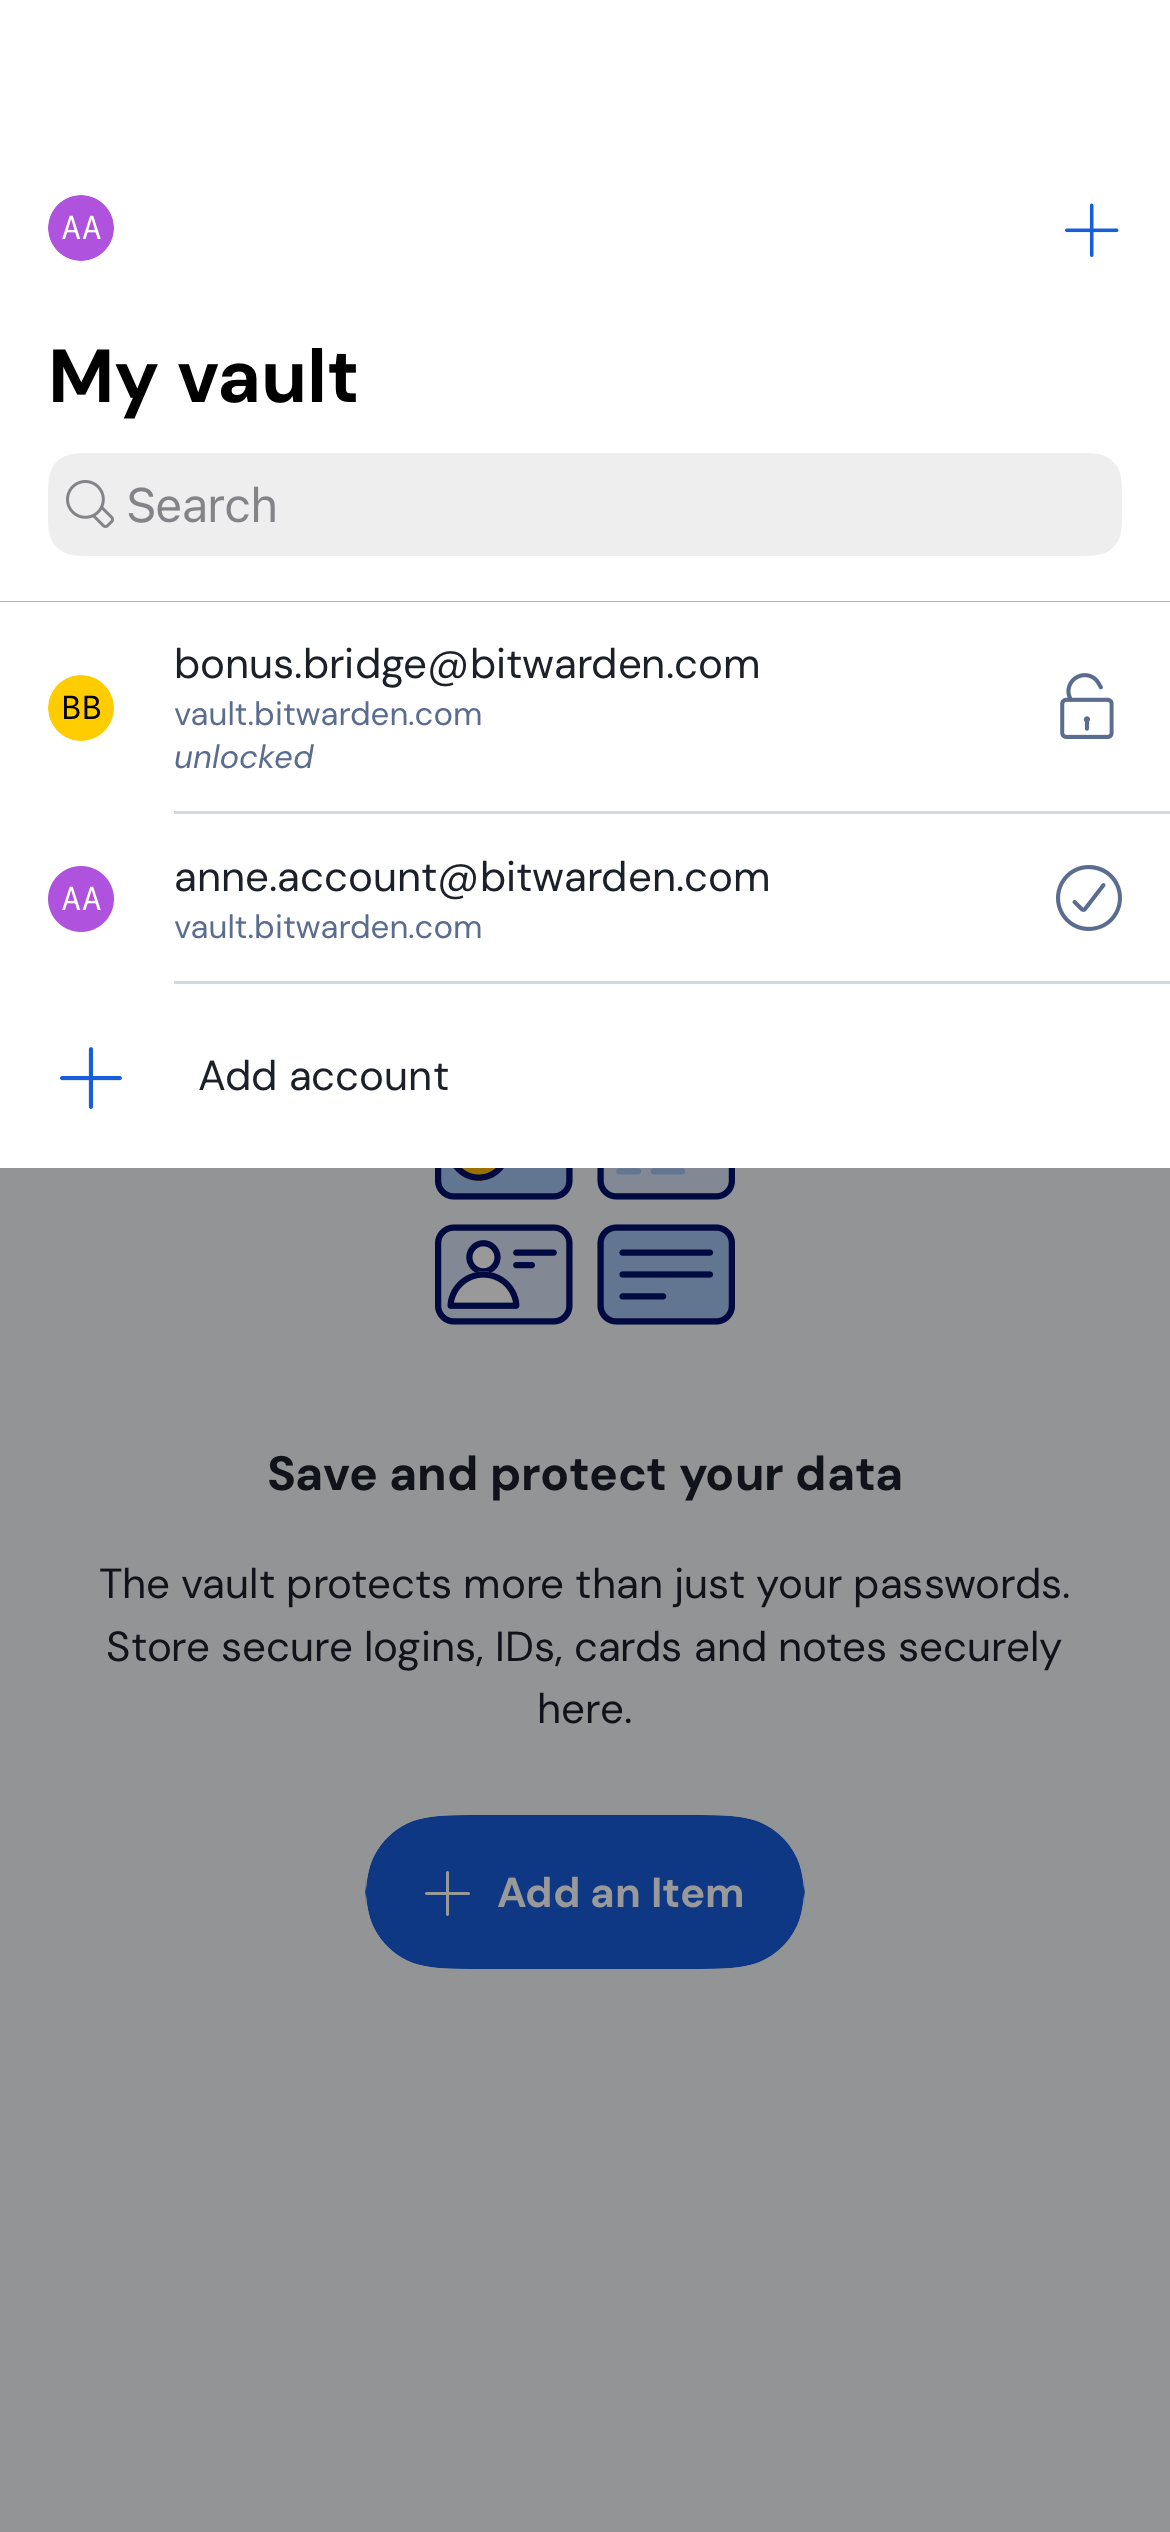 AA
My vault
Search
BB
bonus.bridge@bitwarden.com
vault.bitwarden.com
unlocked
AA
anne.account@bitwarden.com
vault.bitwarden.com
Add account
Save and protect your data
The vault protects more than just your passwords.
Store secure logins, IDs, cards and notes securely
here.
Add an Item